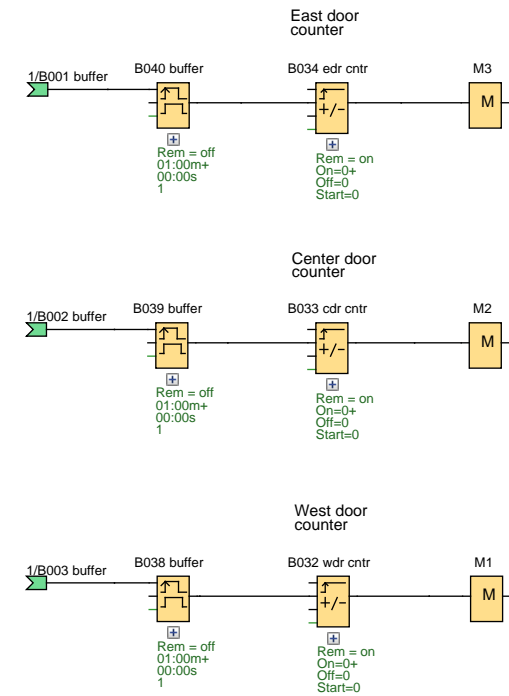 East door
counter
1/B001 buffer
B040 buffer
B034 edr cntr
M3
+/-
M
Rem = off
01:00m+
00:00s
1
Rem = on
On=0+
Off=0
Start=0
Center door
counter
1/B002 buffer
B039 buffer
B033 cdr cntr
M2
+/-
M
Rem = off
01:00m+
00:00s
1
Rem = on
On=0+
Off=0
Start=0
West door
counter
1/B003 buffer
B038 buffer
B032 wdr cntr
M1
+/-
M
Rem = off
01:00m+
00:00s
1
Rem = on
On=0+
Off=0
Start=0